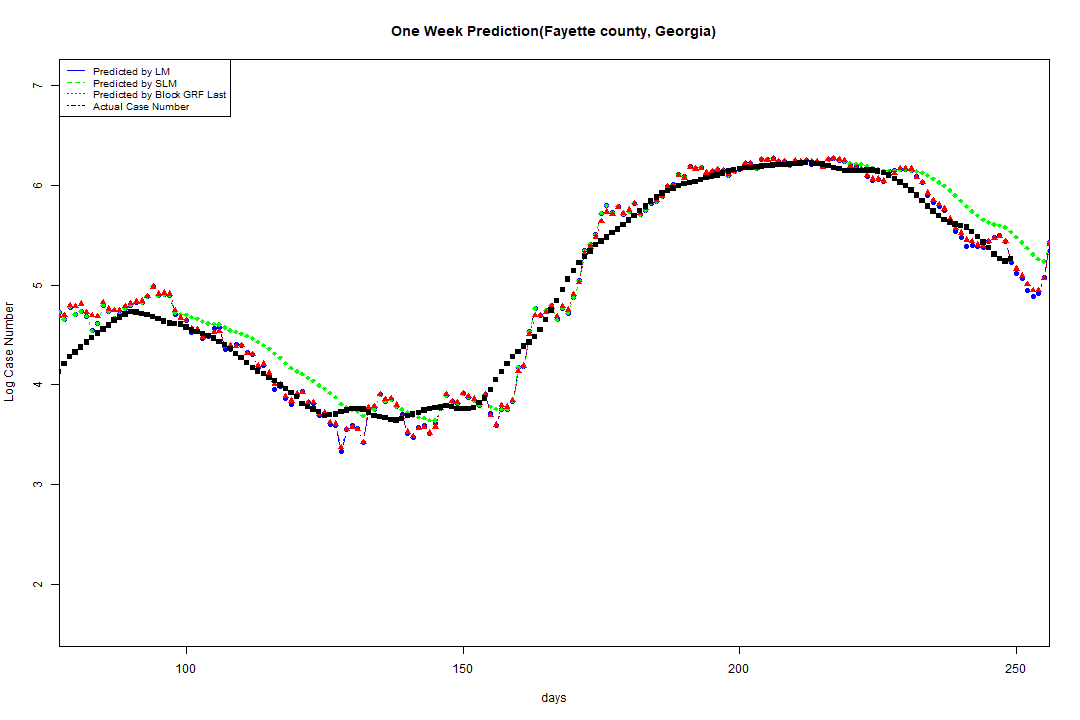 One Week Prediction(Fayette county, Georgia)
Predicted by LM
Predicted by SLM
Predicted by Block GRF Last
Actual Case Number
7
6
5
4
3
2
Log Case Number
100 150 200 250
days